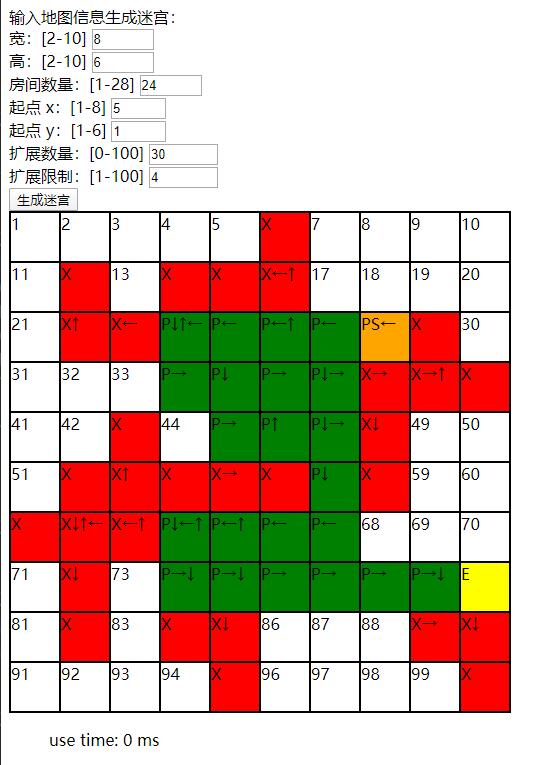 输入地图信息生成迷宫：
宽：[2-10] 8
高：[2-10] 6
房间数量：[1-28] 24
起点 x：[1-8] 5
起点 y：[1-6] 1
扩展数量：[0-100] 30
扩展限制：[1-100] 4
生成迷宫
1 2 3 4 5 X 7 8 9 10
11 X 13 X X X←↑ 17 18 19 20
21 X↑ X← P↓↑← P← P←↑ P← PS← X 30
31 32 33 P→ P↓ P→ P↓→ X→ X→↑ X
41 42 X 44 P→ P↑ P↓→ X↓ 49 50
51 X X↑ X X→ X P↓ X 59 60
X X↓↑← X←↑ P↓←↑ P←↑ P← P← 68 69 70
71 X↓ 73 P→↓ P→↓ P→ P→ P→ P→↓ E
81 X 83 X X↓ 86 87 88 X→ X↓
91 92 93 94 X 96 97 98 99 X
use time: 0 ms